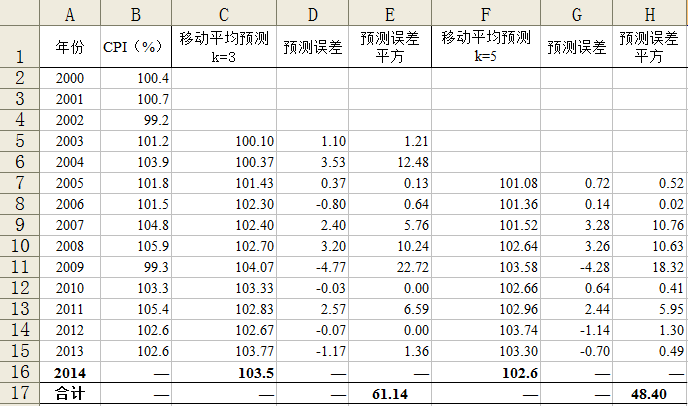 A B C D E F G H
1 年份 CPI（%） 移动平均预测 k=3 预测误差 预测误差平方 移动平均预测 k=5 预测误差 预测误差平方
2 2000 100.4
3 2001 100.7
4 2002 99.2
5 2003 101.2 100.10 1.10 1.21
6 2004 103.9 100.37 3.53 12.48
7 2005 101.8 101.43 0.37 0.13 101.08 0.72 0.52
8 2006 101.5 102.30 -0.80 0.64 101.36 0.14 0.02
9 2007 104.8 102.40 2.40 5.76 101.52 3.28 10.76
10 2008 105.9 102.70 3.20 10.24 102.64 3.26 10.63
11 2009 99.3 104.07 -4.77 22.72 103.58 -4.28 18.32
12 2010 103.3 103.33 -0.03 0.00 102.66 0.64 0.41
13 2011 105.4 102.83 2.57 6.59 102.96 2.44 5.95
14 2012 102.6 102.67 -0.07 0.00 103.74 -1.14 1.30
15 2013 102.6 103.77 -1.17 1.36 103.30 -0.70 0.49
16 2014 — 103.5 — — 102.6 — —
17 合计 — — — 61.14 — — 48.40